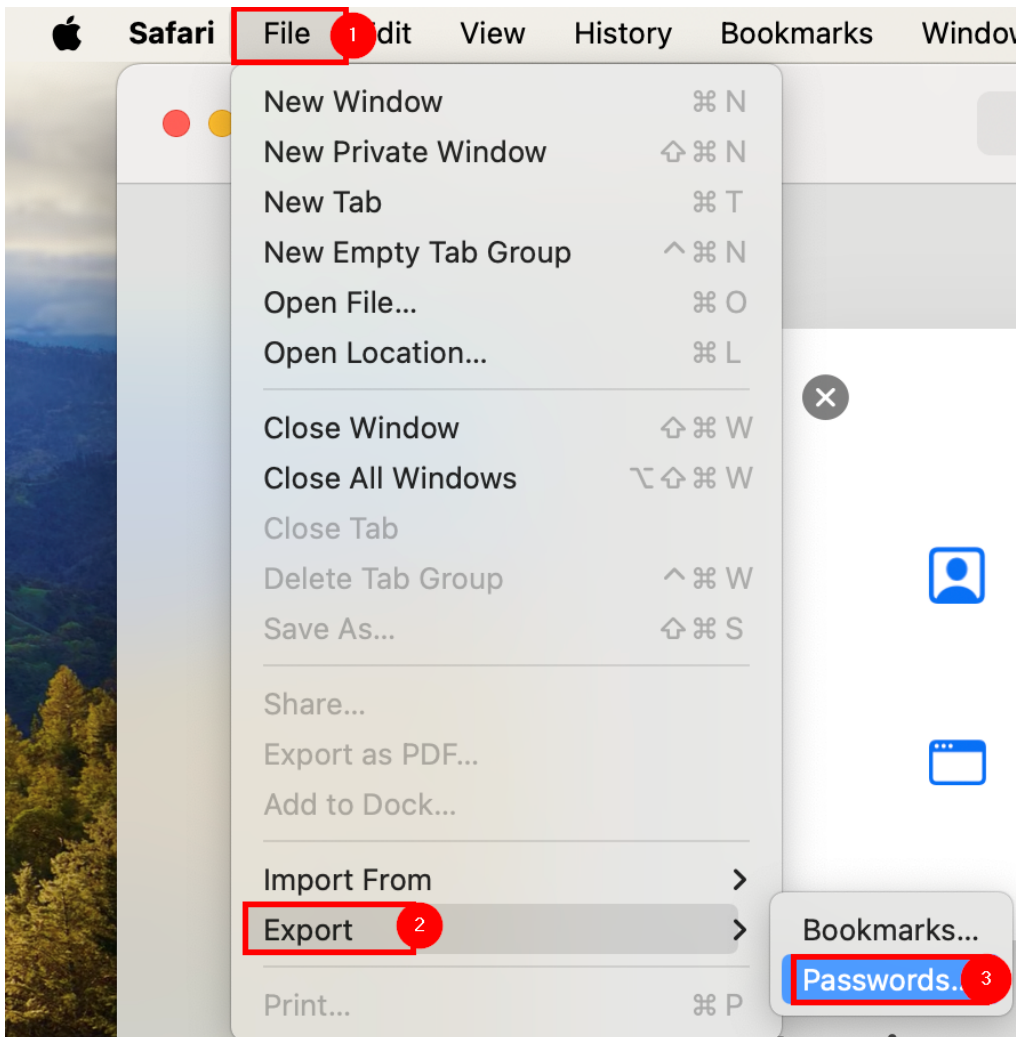 Safari File 1 dit View History Bookmarks Window
New Window ⌘ N
New Private Window ⇧ ⌘ N
New Tab ⌘ T
New Empty Tab Group ^ ⌘ N
Open File... ⌘ O
Open Location... ⌘ L
Close Window ⇧ ⌘ W
Close All Windows ⌥ ⇧ ⌘ W
Close Tab
Delete Tab Group ^ ⌘ W
Save As... ⇧ ⌘ S
Share...
Export as PDF...
Add to Dock...
Import From
Export 2
Bookmarks...
Passwords.. 3
Print... ⌘ P